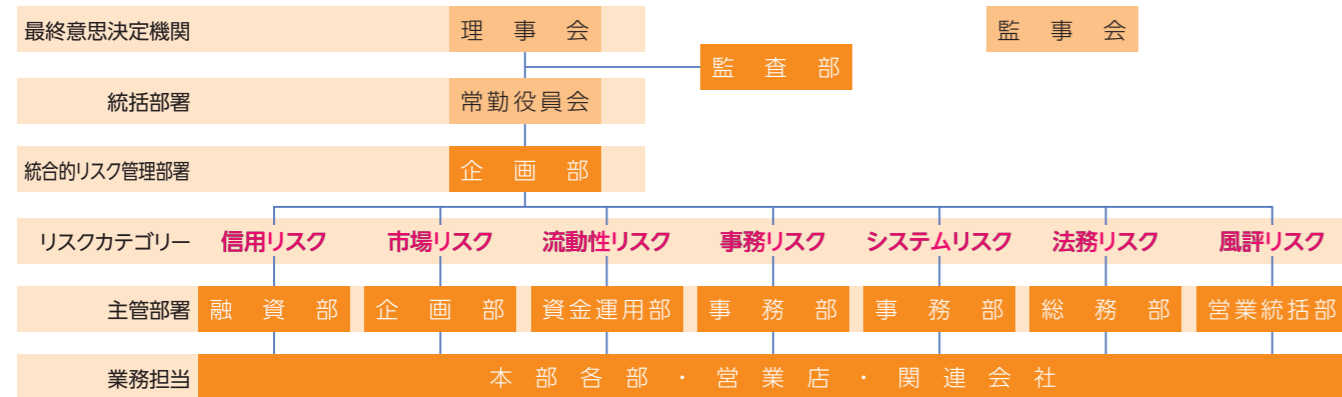 最終意思決定機関 理事会 監事会
監査部
統括部署 常勤役員会
統合的リスク管理部署 企画部
リスクカテゴリー 信用リスク 市場リスク 流動性リスク 事務リスク システムリスク 法務リスク 風評リスク
主管部署 融資部 企画部 資金運用部 事務部 事務部 総務部 営業統括部
業務担当 本部各部・営業店・関連会社